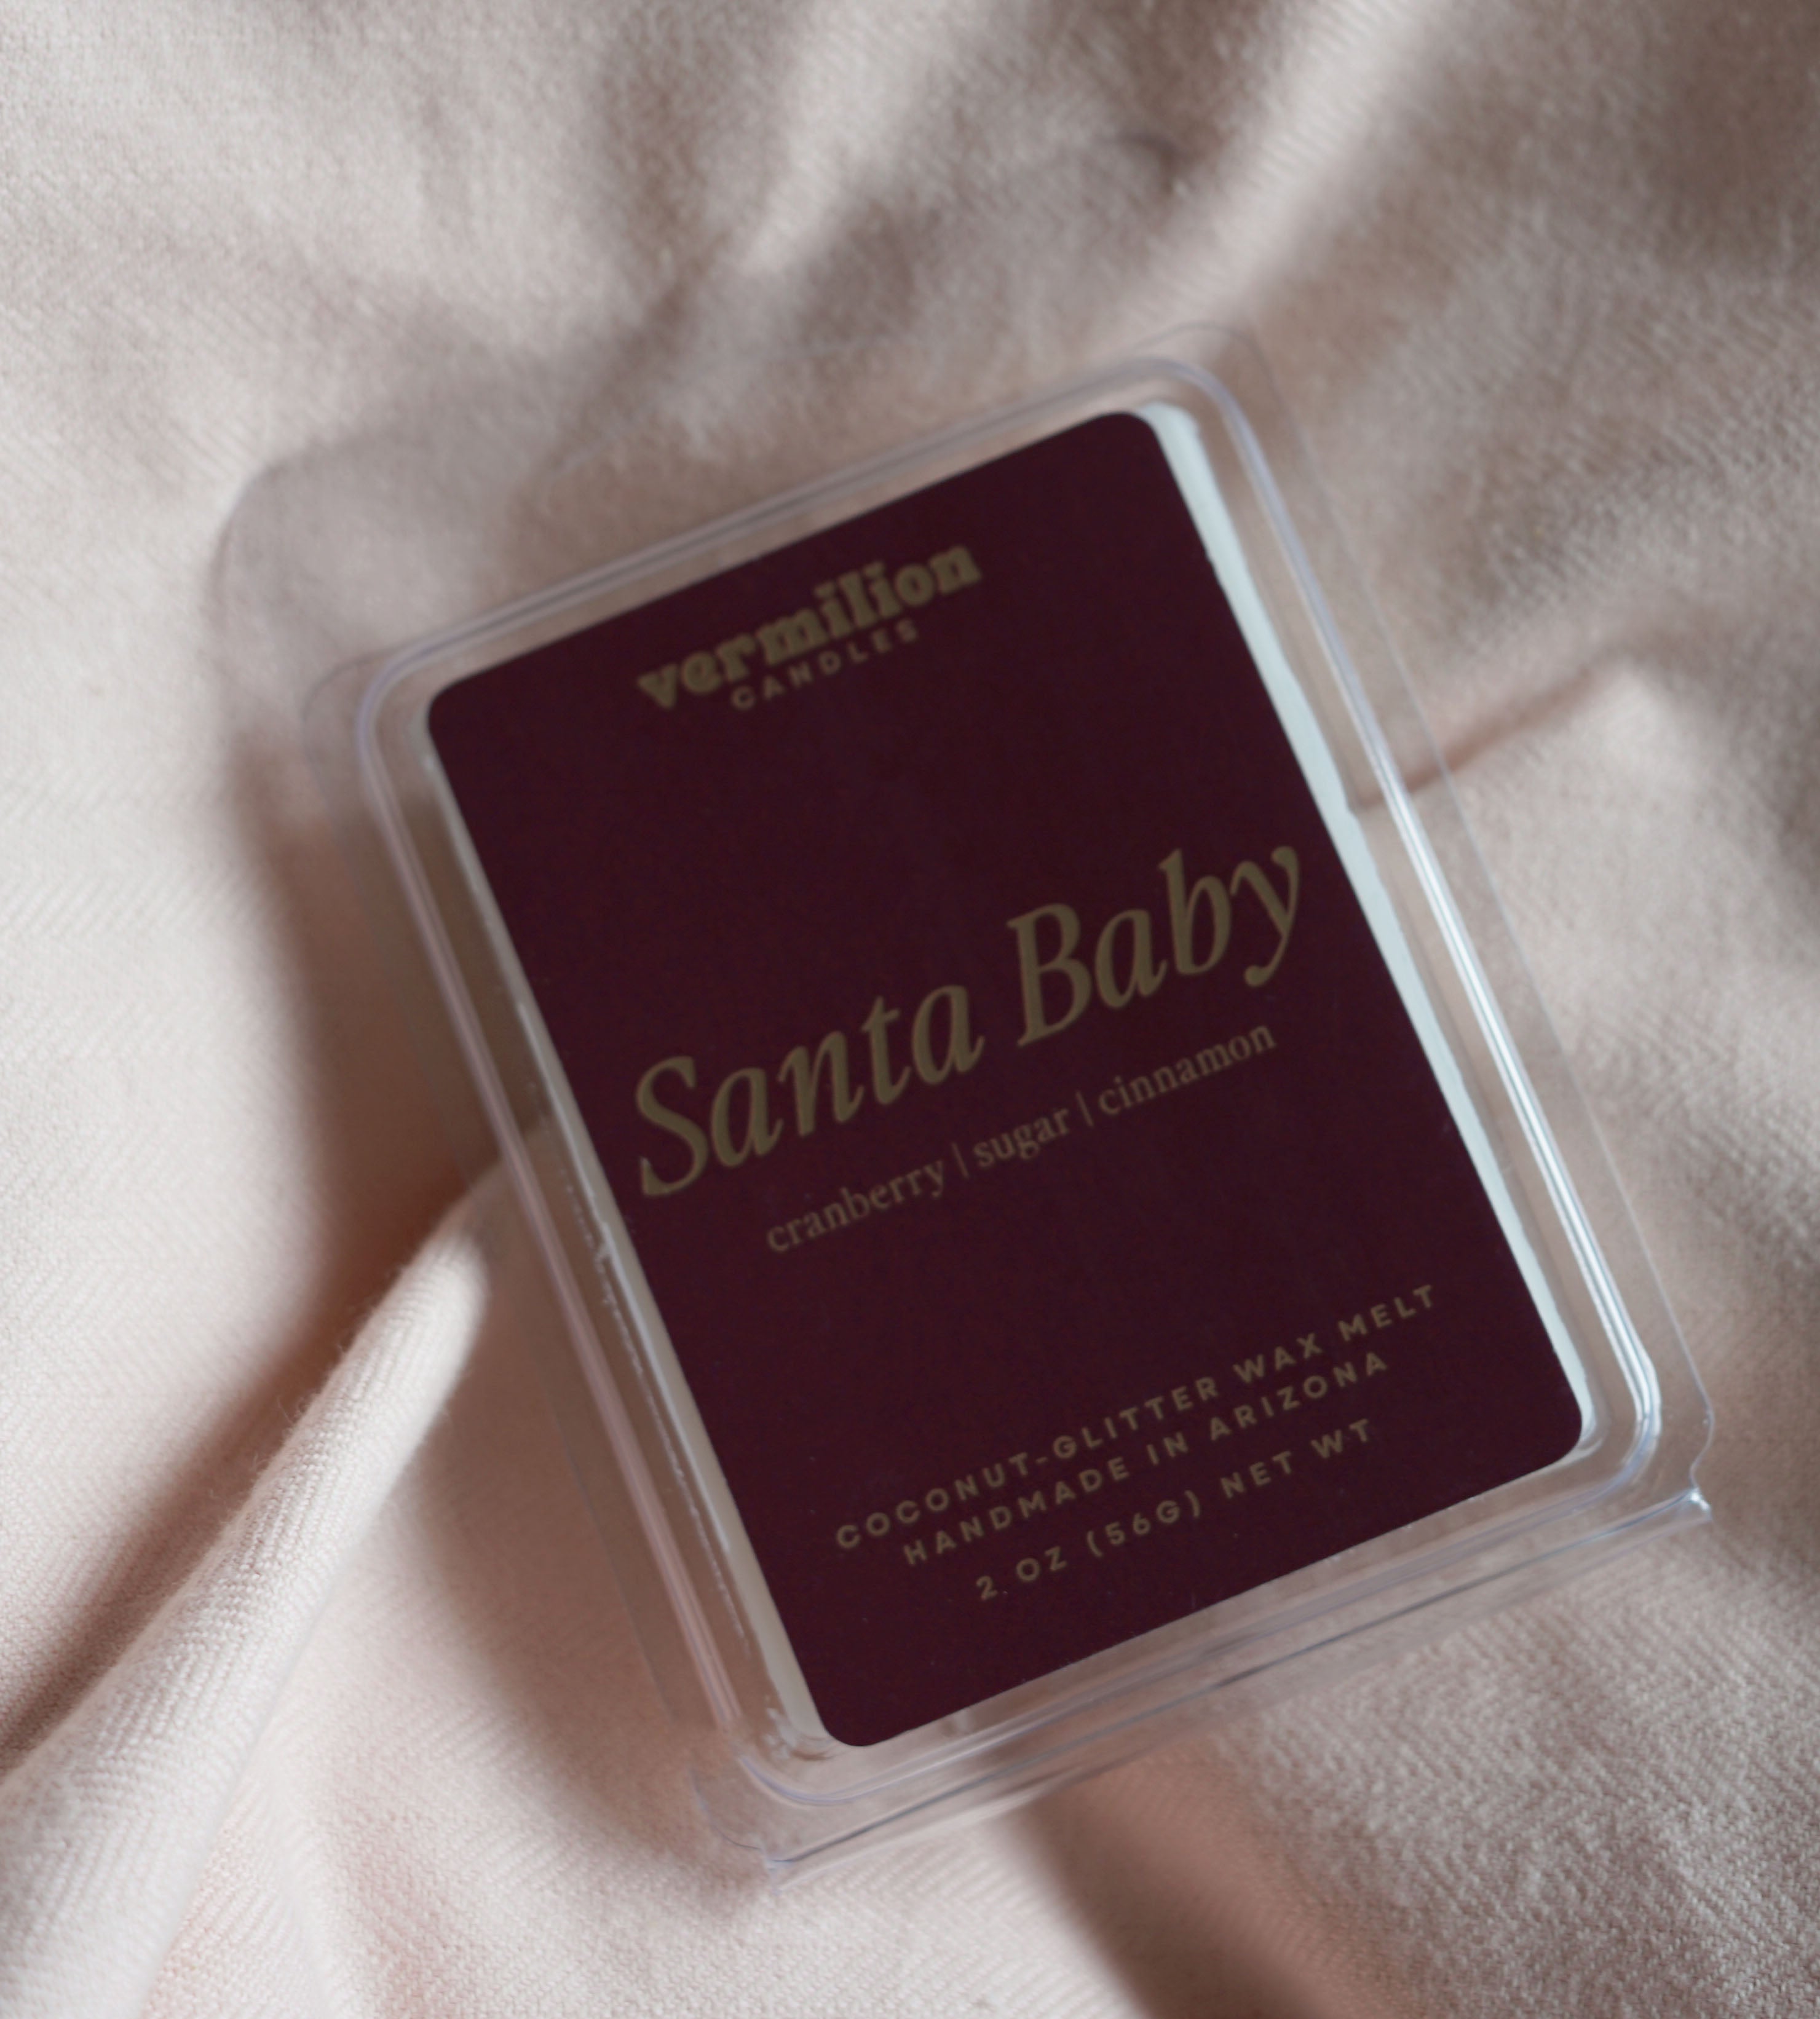 vermilion
CANDLES
Santa Baby
cranberry | sugar | cinnamon
COCONUT-GLITTER WAX MELT
HANDMADE IN ARIZONA
2. OZ (56G) NET WT